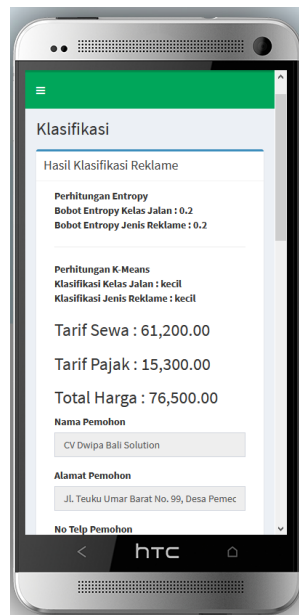 Klasifikasi
Hasil Klasifikasi Reklame
Perhitungan Entropy
Bobot Entropy Kelas Jalan : 0.2
Bobot Entropy Jenis Reklame : 0.2
Perhitungan K-Means
Klasifikasi Kelas Jalan : kecil
Klasifikasi Jenis Reklame : kecil
Tarif Sewa : 61,200.00
Tarif Pajak : 15,300.00
Total Harga : 76,500.00
Nama Pemohon
CV Dwipa Bali Solution
Alamat Pemohon
Jl. Teuku Umar Barat No. 99, Desa Pemec
No Telp Pemohon
hTC